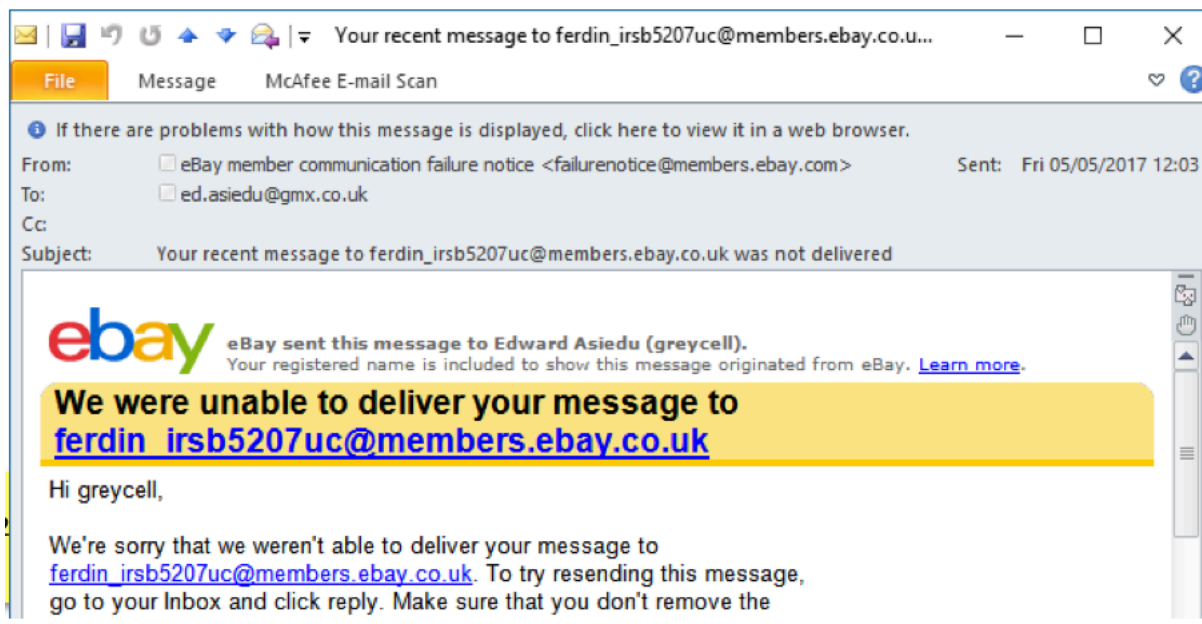 Your recent message to ferdin_irsb5207uc@members.ebay.co.u...
File Message McAfee E-mail Scan
If there are problems with how this message is displayed, click here to view it in a web browser.
From: eBay member communication failure notice <failurenotice@members.ebay.com> Sent: Fri 05/05/2017 12:03
To: ed.asiedu@gmx.co.uk
Cc:
Subject: Your recent message to ferdin_irsb5207uc@members.ebay.co.uk was not delivered
ebay
eBay sent this message to Edward Asiedu (greycell).
Your registered name is included to show this message originated from eBay. Learn more.
We were unable to deliver your message to
ferdin_irsb5207uc@members.ebay.co.uk
Hi greycell,
We're sorry that we weren't able to deliver your message to
ferdin_irsb5207uc@members.ebay.co.uk. To try resending this message,
go to your Inbox and click reply. Make sure that you don't remove the